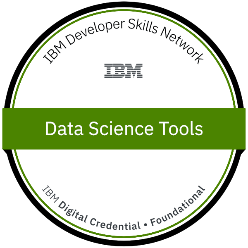 IBM Developer Skills Network
IBM
Data Science Tools
IBM Digital Credential • Foundational